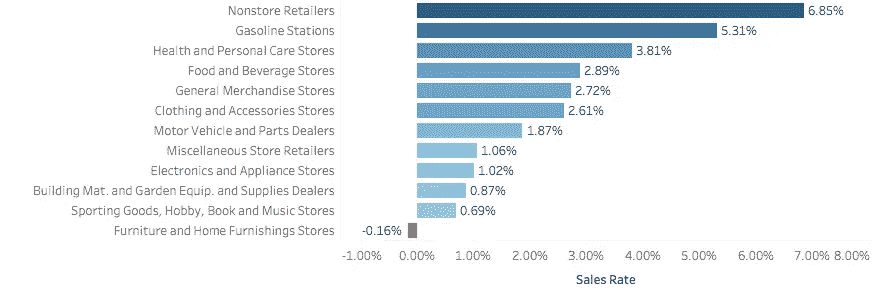 Nonstore Retailers 6.85%
Gasoline Stations 5.31%
Health and Personal Care Stores 3.81%
Food and Beverage Stores 2.89%
General Merchandise Stores 2.72%
Clothing and Accessories Stores 2.61%
Motor Vehicle and Parts Dealers 1.87%
Miscellaneous Store Retailers 1.06%
Electronics and Appliance Stores 1.02%
Building Mat. and Garden Equip. and Supplies Dealers 0.87%
Sporting Goods, Hobby, Book and Music Stores 0.69%
Furniture and Home Furnishings Stores -0.16%
-1.00% 0.00% 1.00% 2.00% 3.00% 4.00% 5.00% 6.00% 7.00% 8.00%
Sales Rate